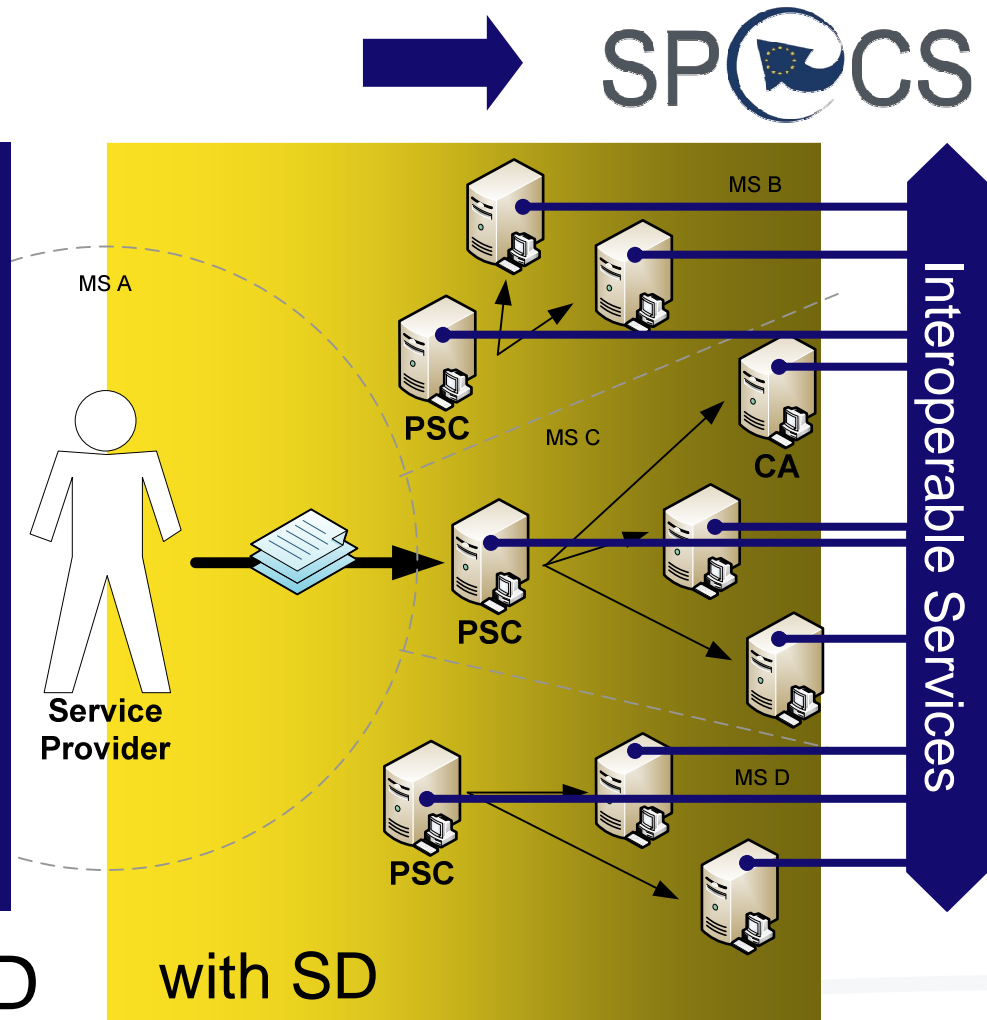 SPOCS
MS B
MS A
PSC
MS C
CA
PSC
Service
Provider
MS D
PSC
Interoperable Services
D
with SD